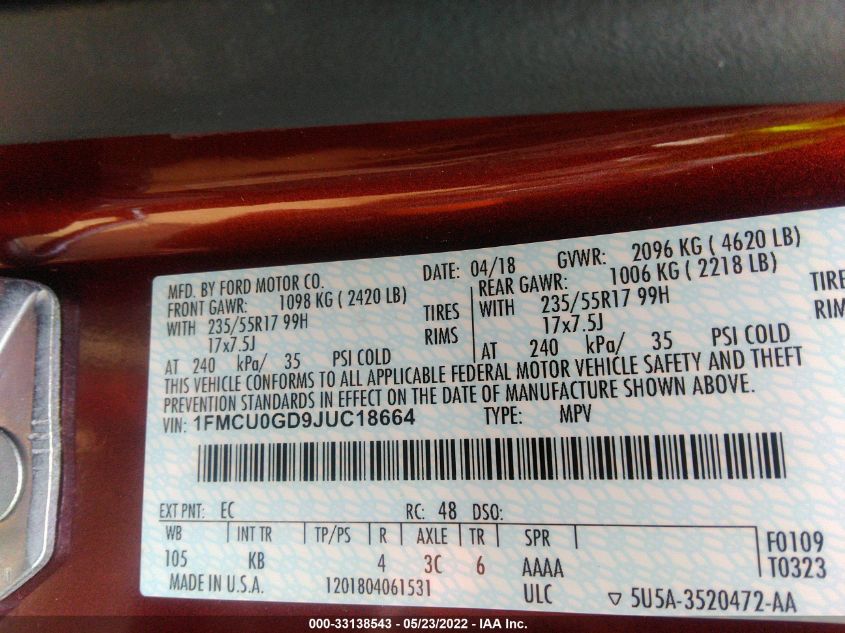 MFD. BY FORD MOTOR CO. DATE: 04/18 GVWR: 2096 KG ( 4620 LB)
FRONT GAWR: 1098 KG ( 2420 LB) REAR GAWR: 1006 KG ( 2218 LB)
WITH 235/55R17 99H TIRES WITH 235/55R17 99H TIRE
17x7.5J RIMS 17x7.5J RIMS
AT 240 kPa/ 35 PSI COLD AT 240 kPa/ 35 PSI COLD
THIS VEHICLE CONFORMS TO ALL APPLICABLE FEDERAL MOTOR VEHICLE SAFETY AND THEFT
PREVENTION STANDARDS IN EFFECT ON THE DATE OF MANUFACTURE SHOWN ABOVE.
VIN: 1FMCU0GD9JUC18664 TYPE: MPV
EXT PNT: EC RC: 48 DSO:
WB INT TR TP/PS R AXLE TR SPR
105 KB 4 3C 6 AAAA
F0109
T0323
MADE IN U.S.A. 1201804061531 ULC ▽ 5U5A-3520472-AA
000-33138543 - 05/23/2022 - IAA Inc.